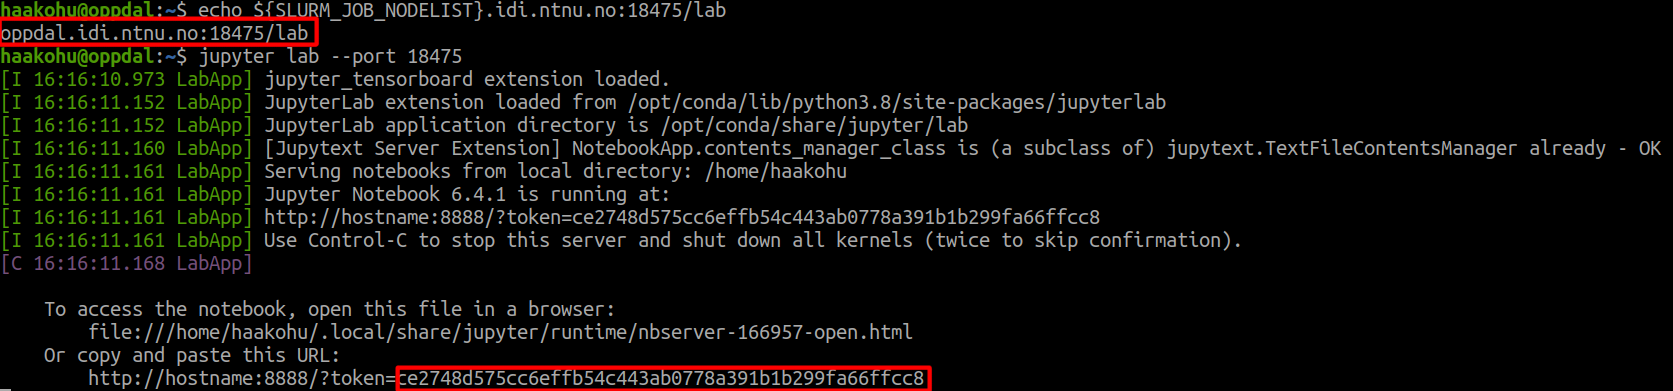 haakohu@oppdal:~$ echo ${SLURM_JOB_NODELIST}.idi.ntnu.no:18475/lab
oppdal.idi.ntnu.no:18475/lab
haakohu@oppdal:~$ jupyter lab --port 18475
[I 16:16:10.973 LabApp] jupyter_tensorboard extension loaded.
[I 16:16:11.152 LabApp] JupyterLab extension loaded from /opt/conda/lib/python3.8/site-packages/jupyterlab
[I 16:16:11.152 LabApp] JupyterLab application directory is /opt/conda/share/jupyter/lab
[I 16:16:11.160 LabApp] [Jupytext Server Extension] NotebookApp.contents_manager_class is (a subclass of) jupytext.TextFileContentsManager already - OK
[I 16:16:11.161 LabApp] Serving notebooks from local directory: /home/haakohu
[I 16:16:11.161 LabApp] Jupyter Notebook 6.4.1 is running at:
[I 16:16:11.161 LabApp] http://hostname:8888/?token=ce2748d575cc6effb54c443ab0778a391b1b299fa66ffcc8
[I 16:16:11.161 LabApp] Use Control-C to stop this server and shut down all kernels (twice to skip confirmation).
[C 16:16:11.168 LabApp]
To access the notebook, open this file in a browser:
file:///home/haakohu/.local/share/jupyter/runtime/nbserver-166957-open.html
Or copy and paste this URL:
http://hostname:8888/?token=ce2748d575cc6effb54c443ab0778a391b1b299fa66ffcc8